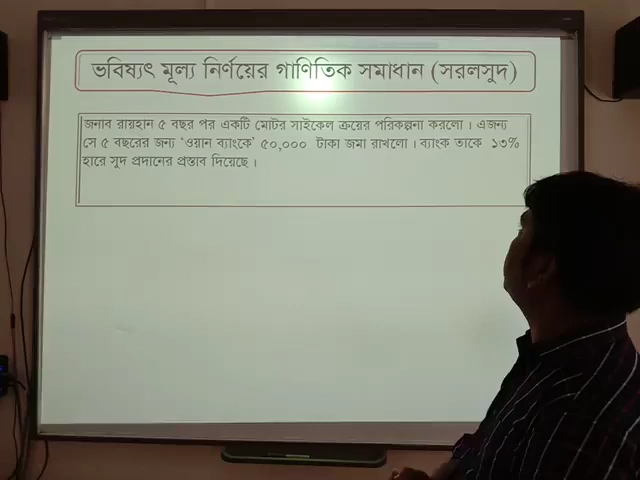 ভবিষ্যৎ মূল্য নির্ণয়ের গাণিতিক সমাধান (সরলসুদ)
জনাব রায়হান ৫ বছর পর একটি মোটর সাইকেল ক্রয়ের পরিকল্পনা করলো । এজন্য
সে ৫ বছরের জন্য ‘ওয়ান ব্যাংকে’ ৫০,০০০ টাকা জমা রাখলো । ব্যাংক তাকে ১৩%
হারে সুদ প্রদানের প্রস্তাব দিয়েছে ।